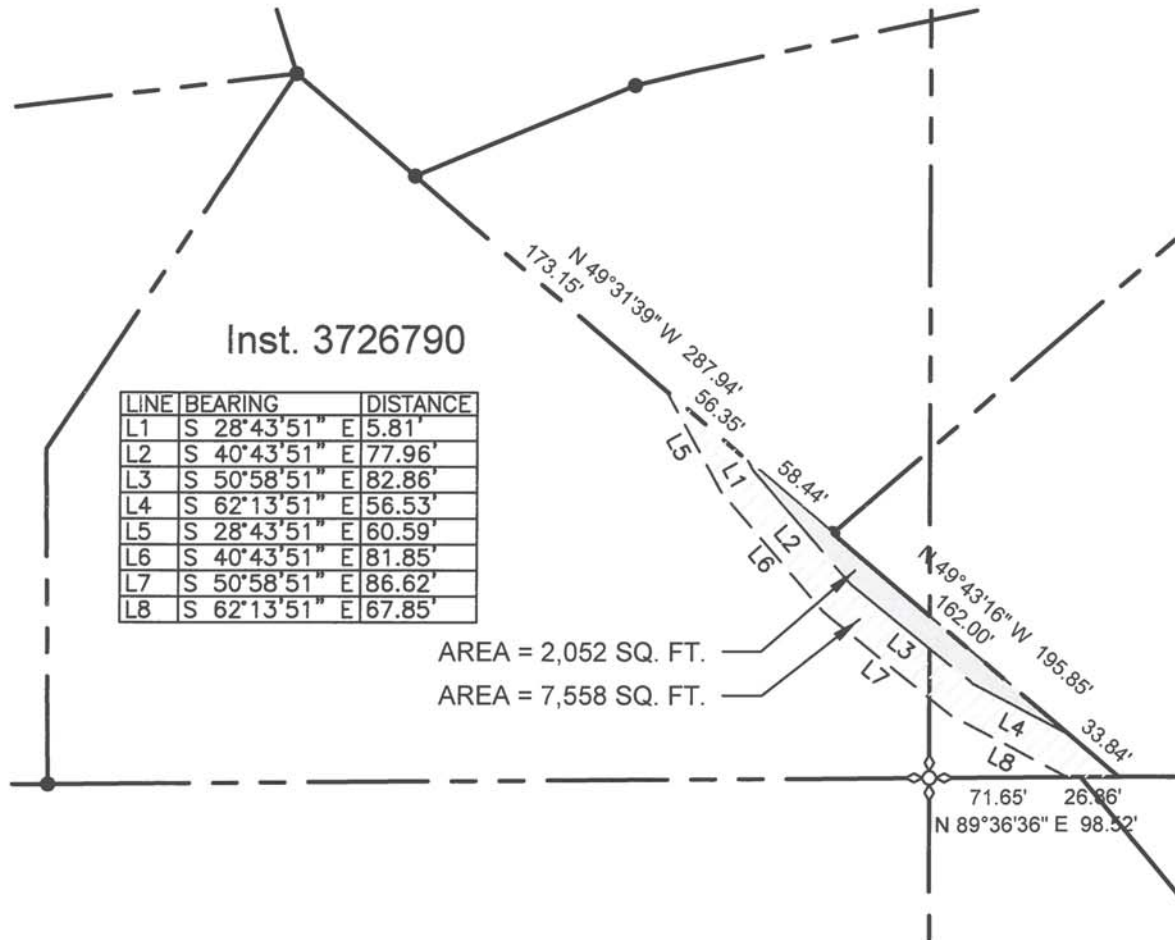 N 49°31'39" W 287.94'
173.15'
Inst. 3726790
LINE BEARING DISTANCE
L1 S 28°43'51" E 5.81'
L2 S 40°43'51" E 77.96'
L3 S 50°58'51" E 82.86'
L4 S 62°13'51" E 56.53'
L5 S 28°43'51" E 60.59'
L6 S 40°43'51" E 81.85'
L7 S 50°58'51" E 86.62'
L8 S 62°13'51" E 67.85'
56.35'
L5
L1
58.44'
L2
L6
N 49°43'16" W 195.85'
162.00'
AREA = 2,052 SQ. FT.
L3
L7
AREA = 7,558 SQ. FT.
L4
33.84'
L8
71.65' 26.86'
N 89°36'36" E 98.52'